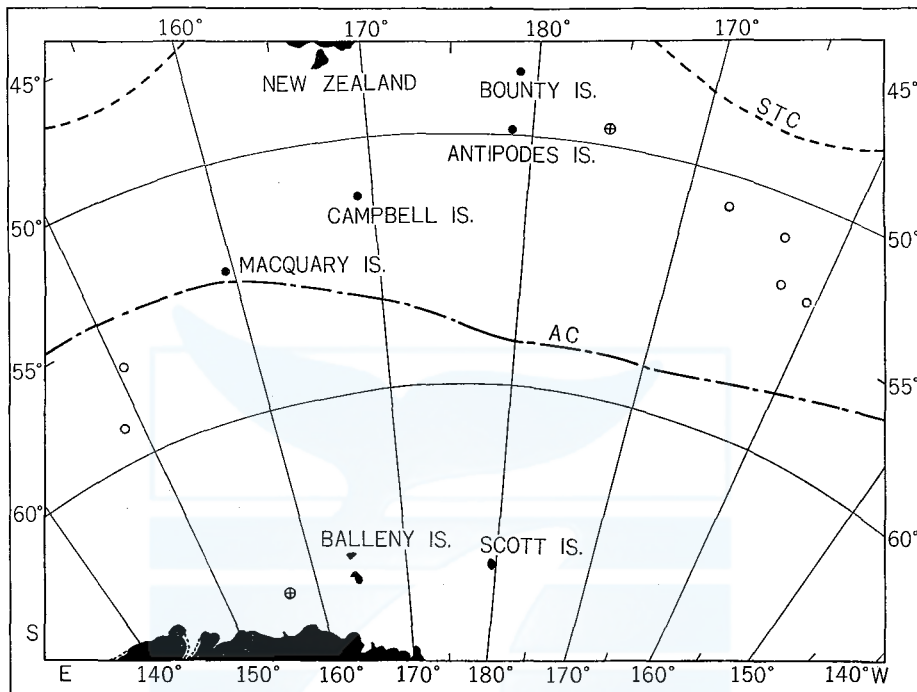 160° 170° 180° 170°
45° 45°
NEW ZEALAND
BOUNTY IS.
STC
ANTIPODES IS.
50° 50°
CAMPBELL IS.
MACQUARY IS.
AC
55° 55°
60° 60°
BALLENY IS.
SCOTT IS.
S
E 140° 150° 160° 170° 180° 170° 160° 150° 140°W